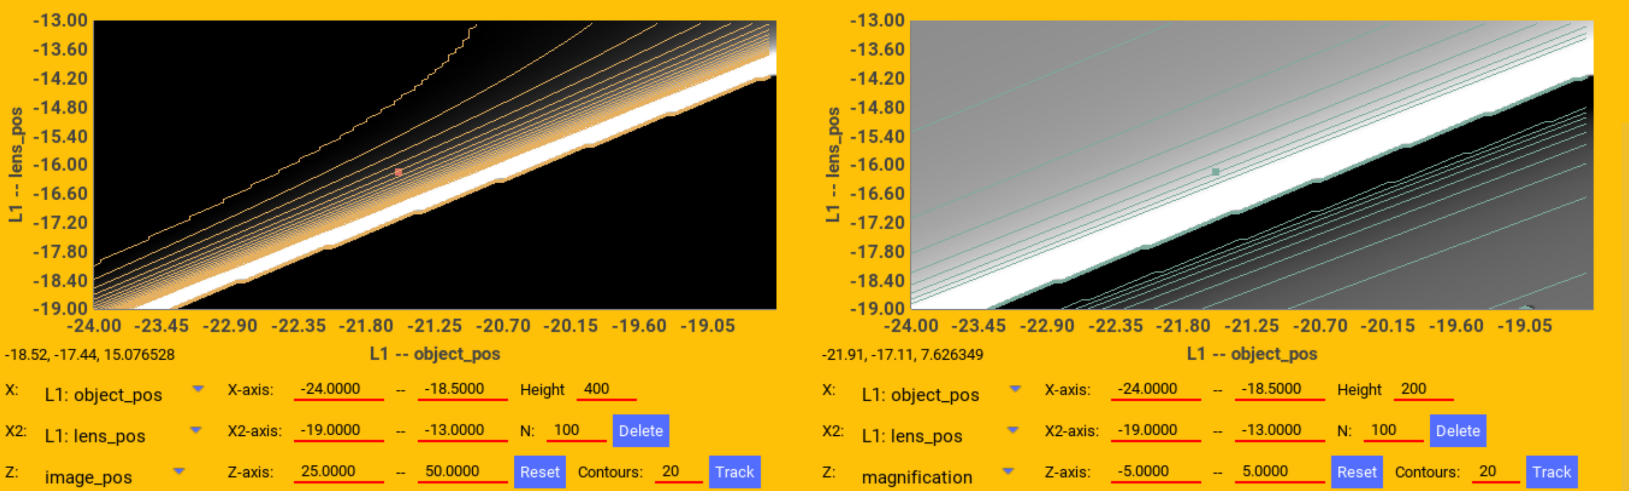 -13.00
-13.60
-14.20
-14.80
-15.40
-16.00
-16.60
-17.20
-17.80
-18.40
-19.00
L1 -- lens_pos
-24.00 -23.45 -22.90 -22.35 -21.80 -21.25 -20.70 -20.15 -19.60 -19.05
-18.52, -17.44, 15.076528
L1 -- object_pos
X: L1: object_pos X-axis: -24.0000 -- -18.5000 Height 400
X2: L1: lens_pos X2-axis: -19.0000 -- -13.0000 N: 100 Delete
Z: image_pos Z-axis: 25.0000 -- 50.0000 Reset Contours: 20 Track
-13.00
-13.60
-14.20
-14.80
-15.40
-16.00
-16.60
-17.20
-17.80
-18.40
-19.00
L1 -- lens_pos
-24.00 -23.45 -22.90 -22.35 -21.80 -21.25 -20.70 -20.15 -19.60 -19.05
-21.91, -17.11, 7.626349
L1 -- object_pos
X: L1: object_pos X-axis: -24.0000 -- -18.5000 Height 200
X2: L1: lens_pos X2-axis: -19.0000 -- -13.0000 N: 100 Delete
Z: magnification Z-axis: -5.0000 -- 5.0000 Reset Contours: 20 Track